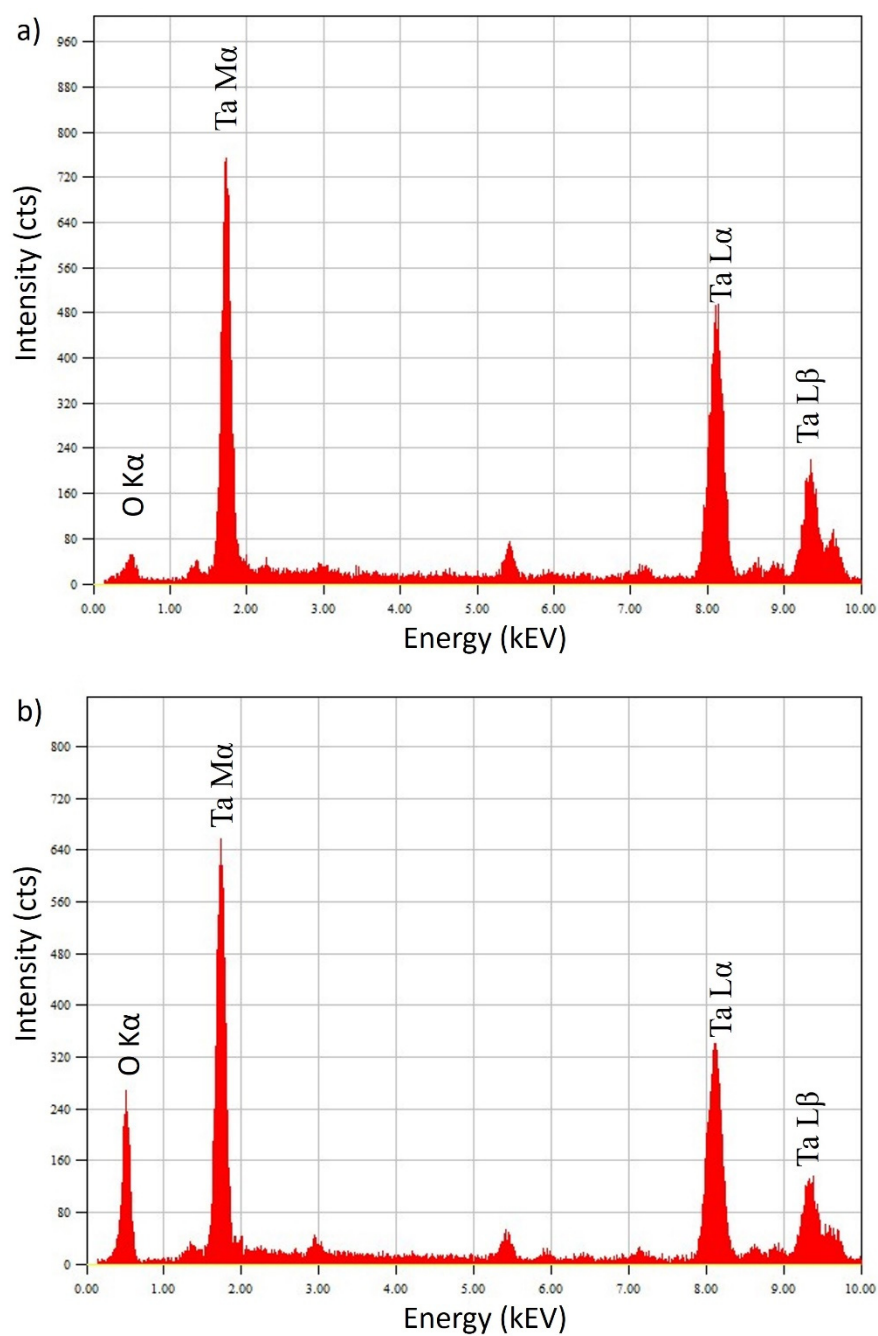 a)
960
880
800
720
640
560
480
400
320
240
160
80
0
Intensity (cts)
O Kα
Ta Mα
Ta Lα
Ta Lβ
0.00 1.00 2.00 3.00 4.00 5.00 6.00 7.00 8.00 9.00 10.00
Energy (kEV)
b)
800
720
640
560
480
400
320
240
160
80
0
Intensity (cts)
O Kα
Ta Mα
Ta Lα
Ta Lβ
0.00 1.00 2.00 3.00 4.00 5.00 6.00 7.00 8.00 9.00 10.00
Energy (kEV)